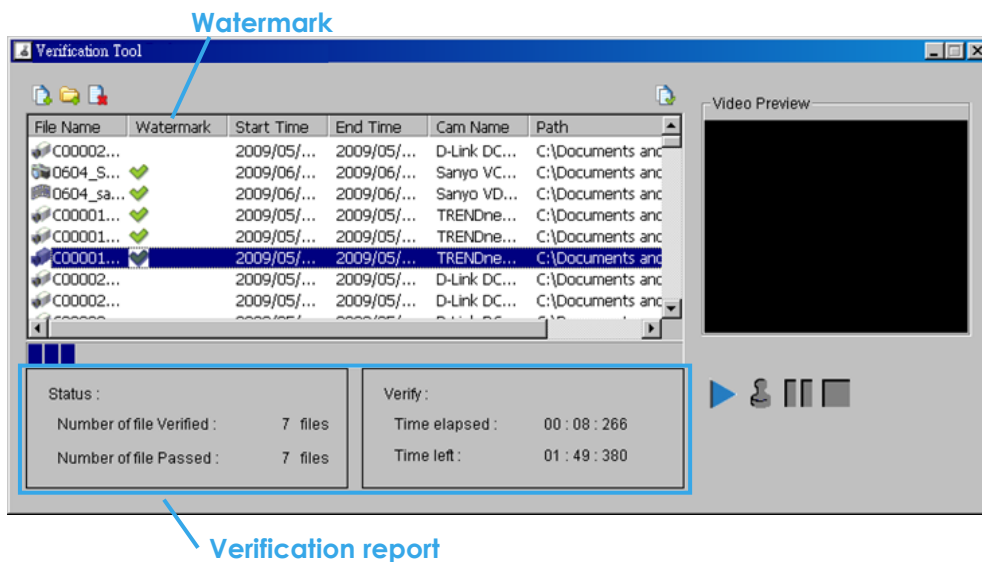 Watermark
Verification Tool
Video Preview
File Name Watermark Start Time End Time Cam Name Path
C00002... 2009/05/... 2009/05/... D-Link DC... C:\Documents and
0604_S... 2009/06/... 2009/06/... Sanyo VC... C:\Documents and
0604_sa... 2009/06/... 2009/06/... Sanyo VD... C:\Documents and
C00001... 2009/05/... 2009/05/... TRENDne... C:\Documents and
C00001... 2009/05/... 2009/05/... TRENDne... C:\Documents and
C00001... 2009/05/... 2009/05/... TRENDne... C:\Documents and
C00002... 2009/05/... 2009/05/... D-Link DC... C:\Documents and
C00002... 2009/05/... 2009/05/... D-Link DC... C:\Documents and
Status :
Number of file Verified : 7 files
Number of file Passed : 7 files
Verify :
Time elapsed : 00 : 08 : 266
Time left : 01 : 49 : 380
Verification report